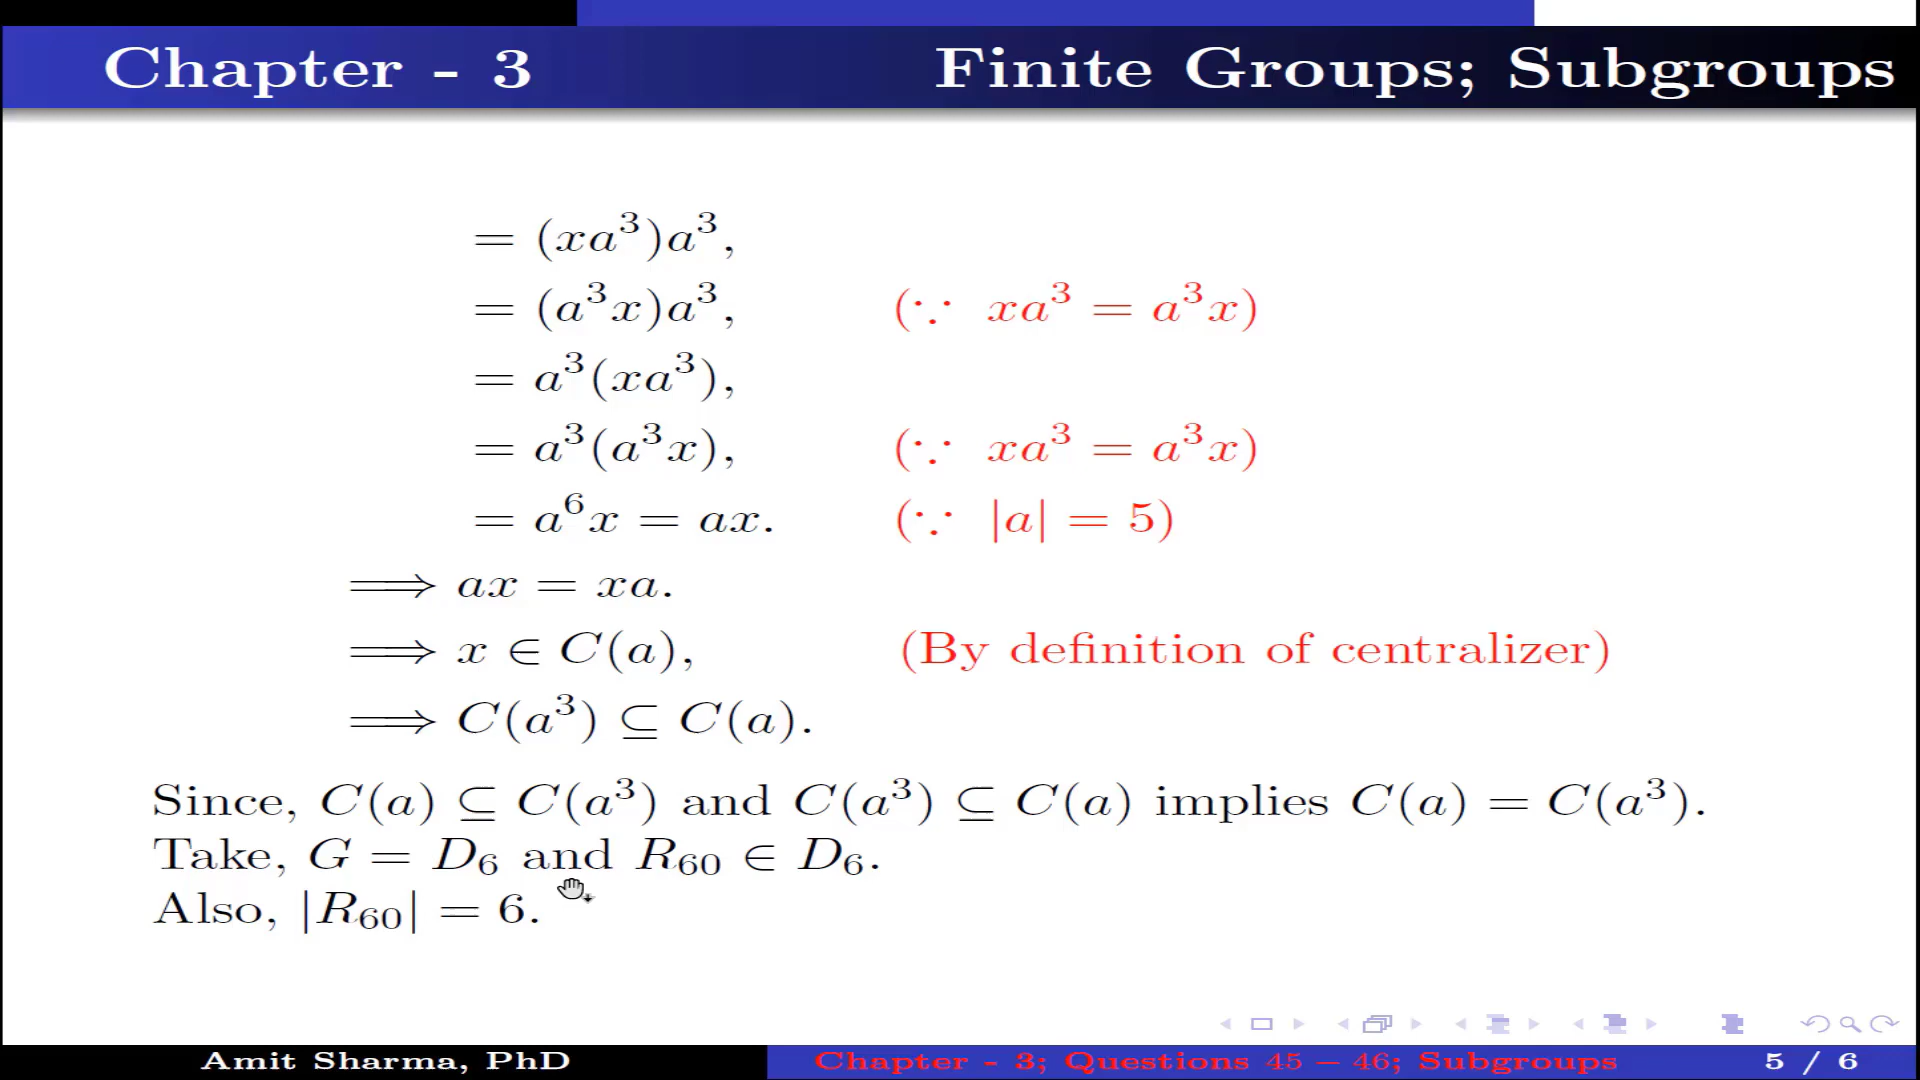 Chapter - 3 Finite Groups; Subgroups
= (xa³)a³,
= (a³x)a³, (∵ xa³ = a³x)
= a³(xa³),
= a³(a³x), (∵ xa³ = a³x)
= a⁶x = ax. (∵ |a| = 5)
⟹ ax = xa.
⟹ x ∈ C(a), (By definition of centralizer)
⟹ C(a³) ⊆ C(a).
Since, C(a) ⊆ C(a³) and C(a³) ⊆ C(a) implies C(a) = C(a³).
Take, G = D₆ and R₆₀ ∈ D₆.
Also, |R₆₀| = 6.
Amit Sharma, PhD Chapter - 3; Questions 45 – 46; Subgroups 5 / 6